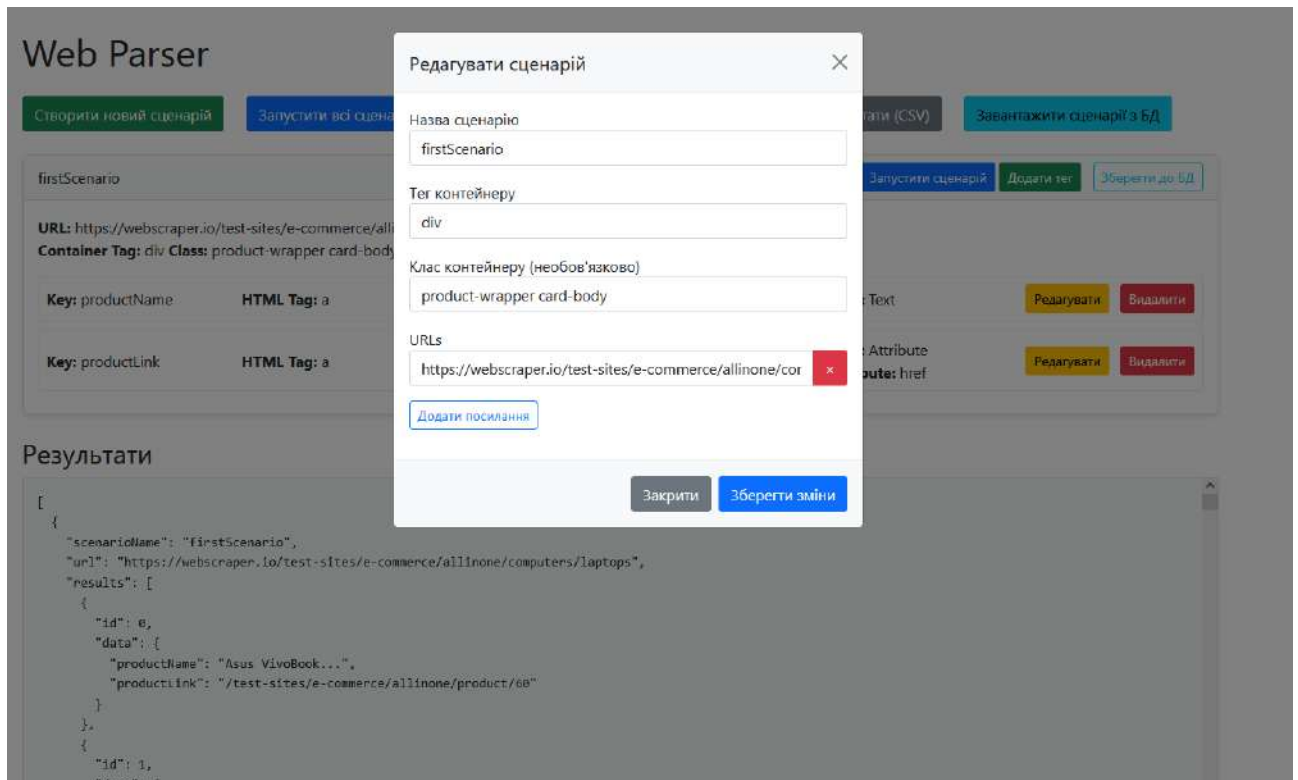 Web Parser
Редагувати сценарій
Створити новий сценарій
Запустити всі сцена
тати (CSV)
Завантажити сценарії з БД
Назва сценарію
firstScenario
firstScenario
Запустити сценарій
Додати тег
Зберегти до БД
Тег контейнеру
div
URL: https://webscraper.io/test-sites/e-commerce/alli
Container Tag: div Class: product-wrapper card-body
Клас контейнеру (необов'язково)
product-wrapper card-body
Key: productName
HTML Tag: a
: Text
Редагувати
Видалити
URLs
https://webscraper.io/test-sites/e-commerce/allinone/cor
×
Key: productLink
HTML Tag: a
: Attribute
bute: href
Редагувати
Видалити
Додати посилання
Закрити
Зберегти зміни
Результати
[
{
"scenarioName": "firstScenario",
"url": "https://webscraper.io/test-sites/e-commerce/allinone/computers/laptops",
"results": [
{
"id": 0,
"data": {
"productName": "Asus VivoBook...",
"productLink": "/test-sites/e-commerce/allinone/product/60"
}
},
{
"id": 1,